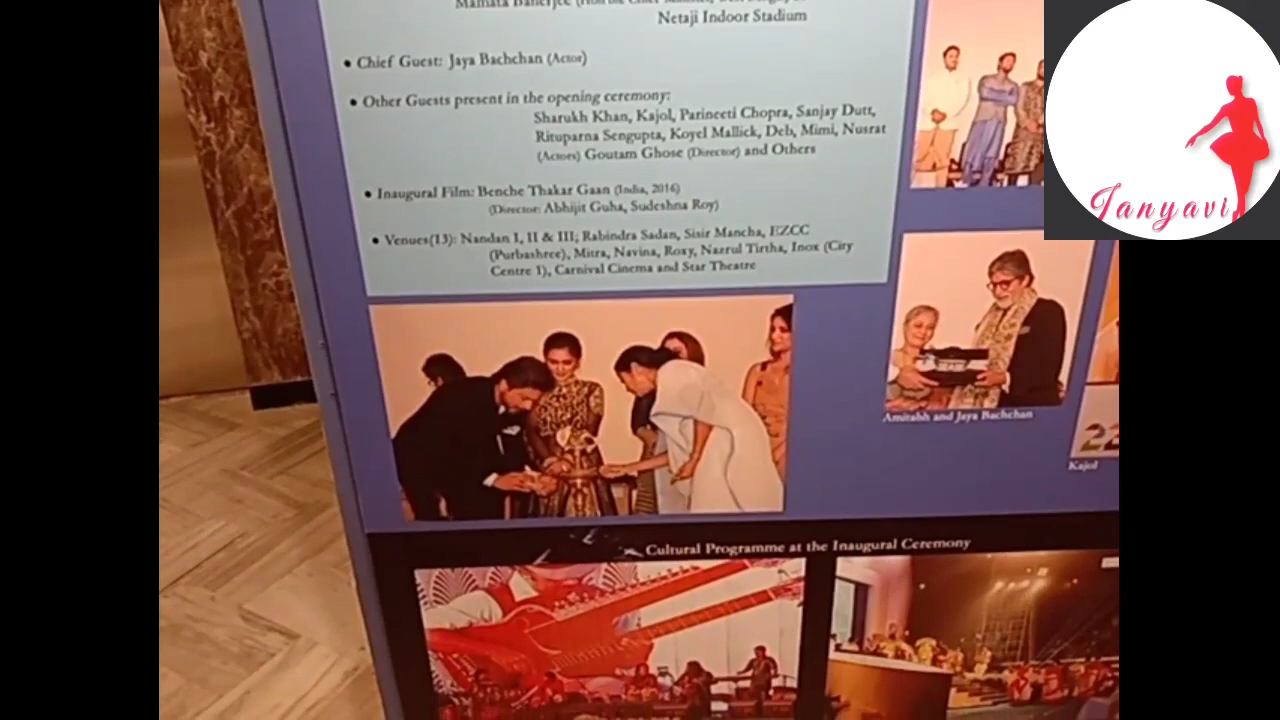 Mamata Banerjee
Netaji Indoor Stadium
• Chief Guest: Jaya Bachchan (Actor)
• Other Guests present in the opening ceremony:
Sharukh Khan, Kajol, Parineeti Chopra, Sanjay Dutt,
Rituparna Sengupta, Koyel Mallick, Deb, Mimi, Nusrat
(Actors) Goutam Ghose (Director) and Others
• Inaugural Film: Benche Thakar Gaan (India, 2016)
(Director: Abhijit Guha, Sudeshna Roy)
• Venues(13): Nandan I, II & III; Rabindra Sadan, Sisir Mancha, EZCC
(Purbashree), Mitra, Navina, Roxy, Nazrul Tirtha, Inox (City
Centre 1), Carnival Cinema and Star Theatre
Amitabh and Jaya Bachchan
22
Kajol
Cultural Programme at the Inaugural Ceremony
Janyavi